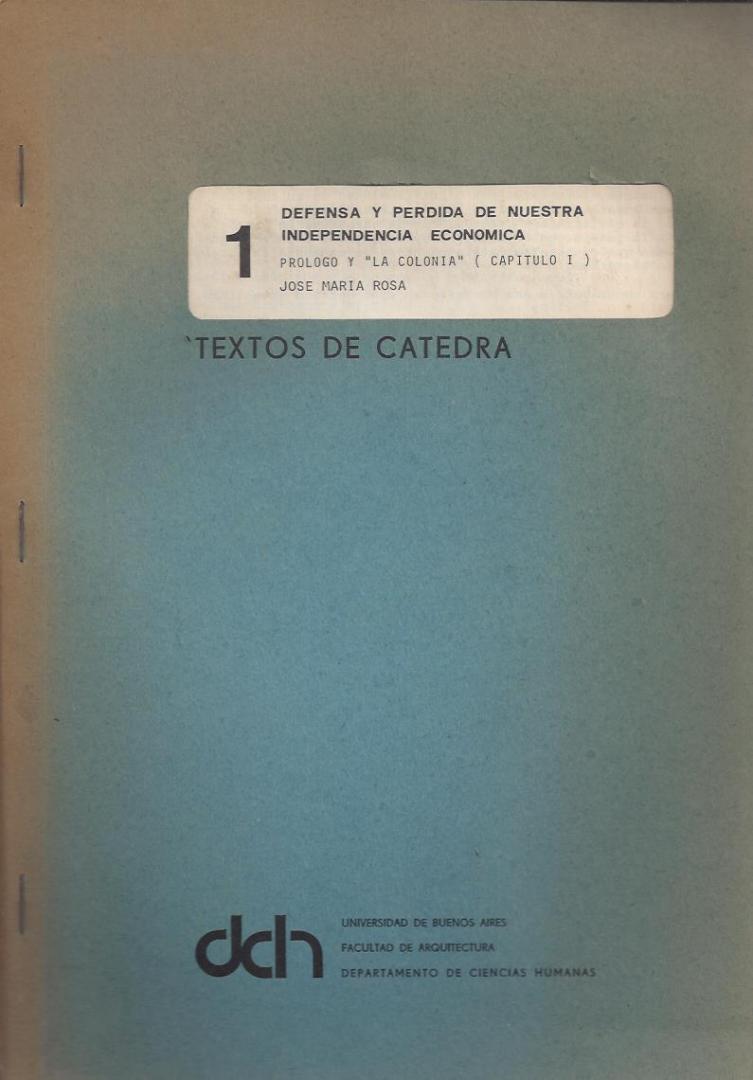 1
DEFENSA Y PERDIDA DE NUESTRA
INDEPENDENCIA ECONOMICA
PROLOGO Y "LA COLONIA" ( CAPITULO I )
JOSE MARIA ROSA
TEXTOS DE CATEDRA
dch
UNIVERSIDAD DE BUENOS AIRES
FACULTAD DE ARQUITECTURA
DEPARTAMENTO DE CIENCIAS HUMANAS